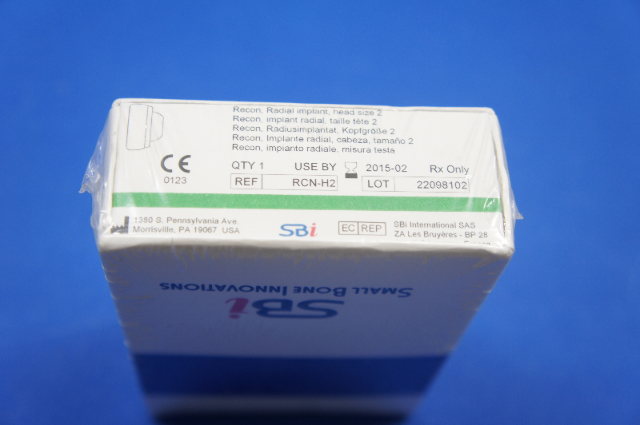 Recon, Radial implant, head size 2
Recon, implant radial, taille tête 2
Recon, Radiusimplantat, Kopfgröße 2
Recon, Implante radial, cabeza, tamaño 2
Recon, impianto radiale, misura testa
CE
0123
QTY 1 USE BY 2015-02 Rx Only
REF RCN-H2 LOT 22098102
1380 S. Pennsylvania Ave.
Morrisville, PA 19067 USA
SBi
EC REP
SBi International SAS
ZA Les Bruyères - BP 28
SBi
SMALL BONE INNOVATIONS